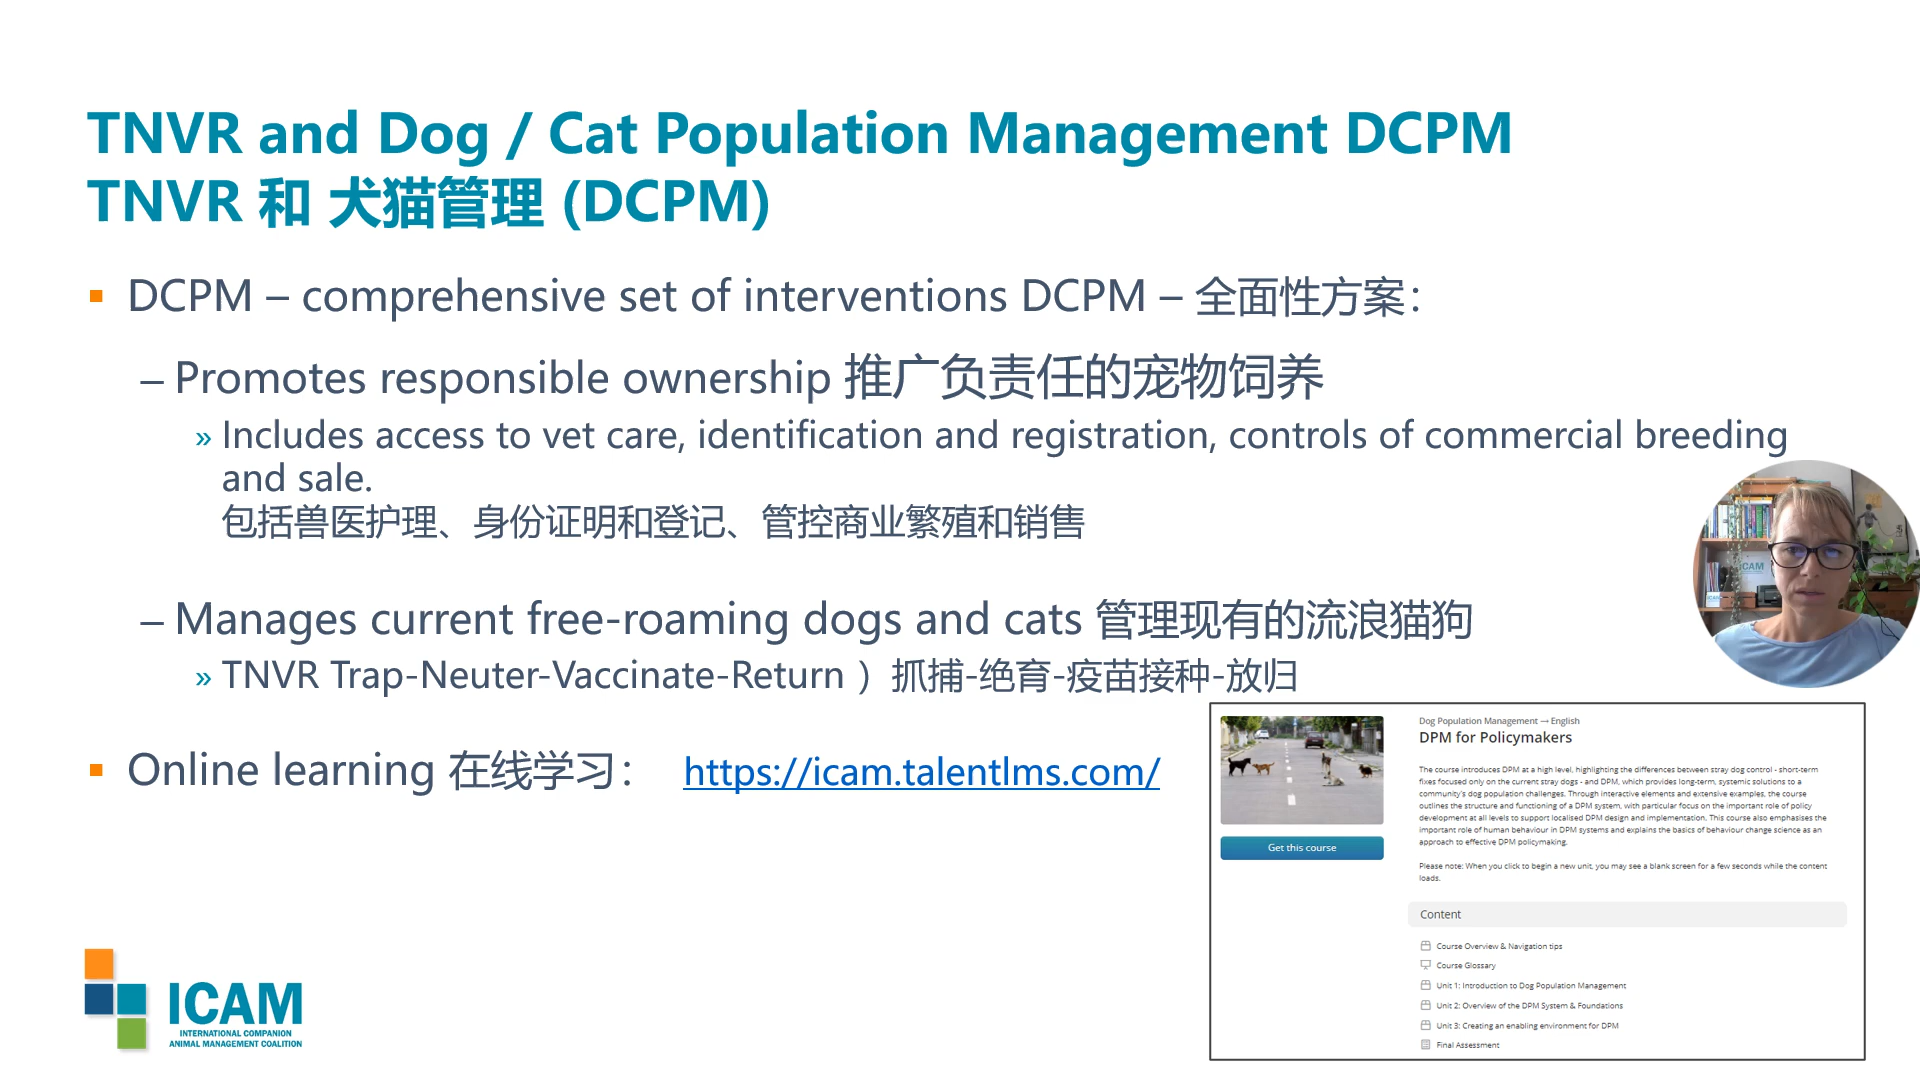 TNVR and Dog / Cat Population Management DCPM
TNVR 和 犬猫管理 (DCPM)
▪ DCPM – comprehensive set of interventions DCPM – 全面性方案：
– Promotes responsible ownership 推广负责任的宠物饲养
» Includes access to vet care, identification and registration, controls of commercial breeding
and sale.
包括兽医护理、身份证明和登记、管控商业繁殖和销售
– Manages current free-roaming dogs and cats 管理现有的流浪猫狗
» TNVR Trap-Neuter-Vaccinate-Return ）抓捕-绝育-疫苗接种-放归
▪ Online learning 在线学习： https://icam.talentlms.com/
Dog Population Management → English
DPM for Policymakers
The course introduces DPM at a high level, highlighting the differences between stray dog control - short-term
fixes focused only on the current stray dogs - and DPM, which provides long-term, systemic solutions to a
community's dog population challenges. Through interactive elements and extensive examples, the course
outlines the structure and functioning of a DPM system, with particular focus on the important role of policy
development at all levels to support localised DPM design and implementation. This course also emphasises the
important role of human behaviour in DPM systems and explains the basics of behaviour change science as an
approach to effective DPM policymaking.
Please note: When you click to begin a new unit, you may see a blank screen for a few seconds while the content
loads.
Get this course
Content
Course Overview & Navigation tips
Course Glossary
Unit 1: Introduction to Dog Population Management
Unit 2: Overview of the DPM System & Foundations
Unit 3: Creating an enabling environment for DPM
Final Assessment
ICAM
INTERNATIONAL COMPANION
ANIMAL MANAGEMENT COALITION
ICAM